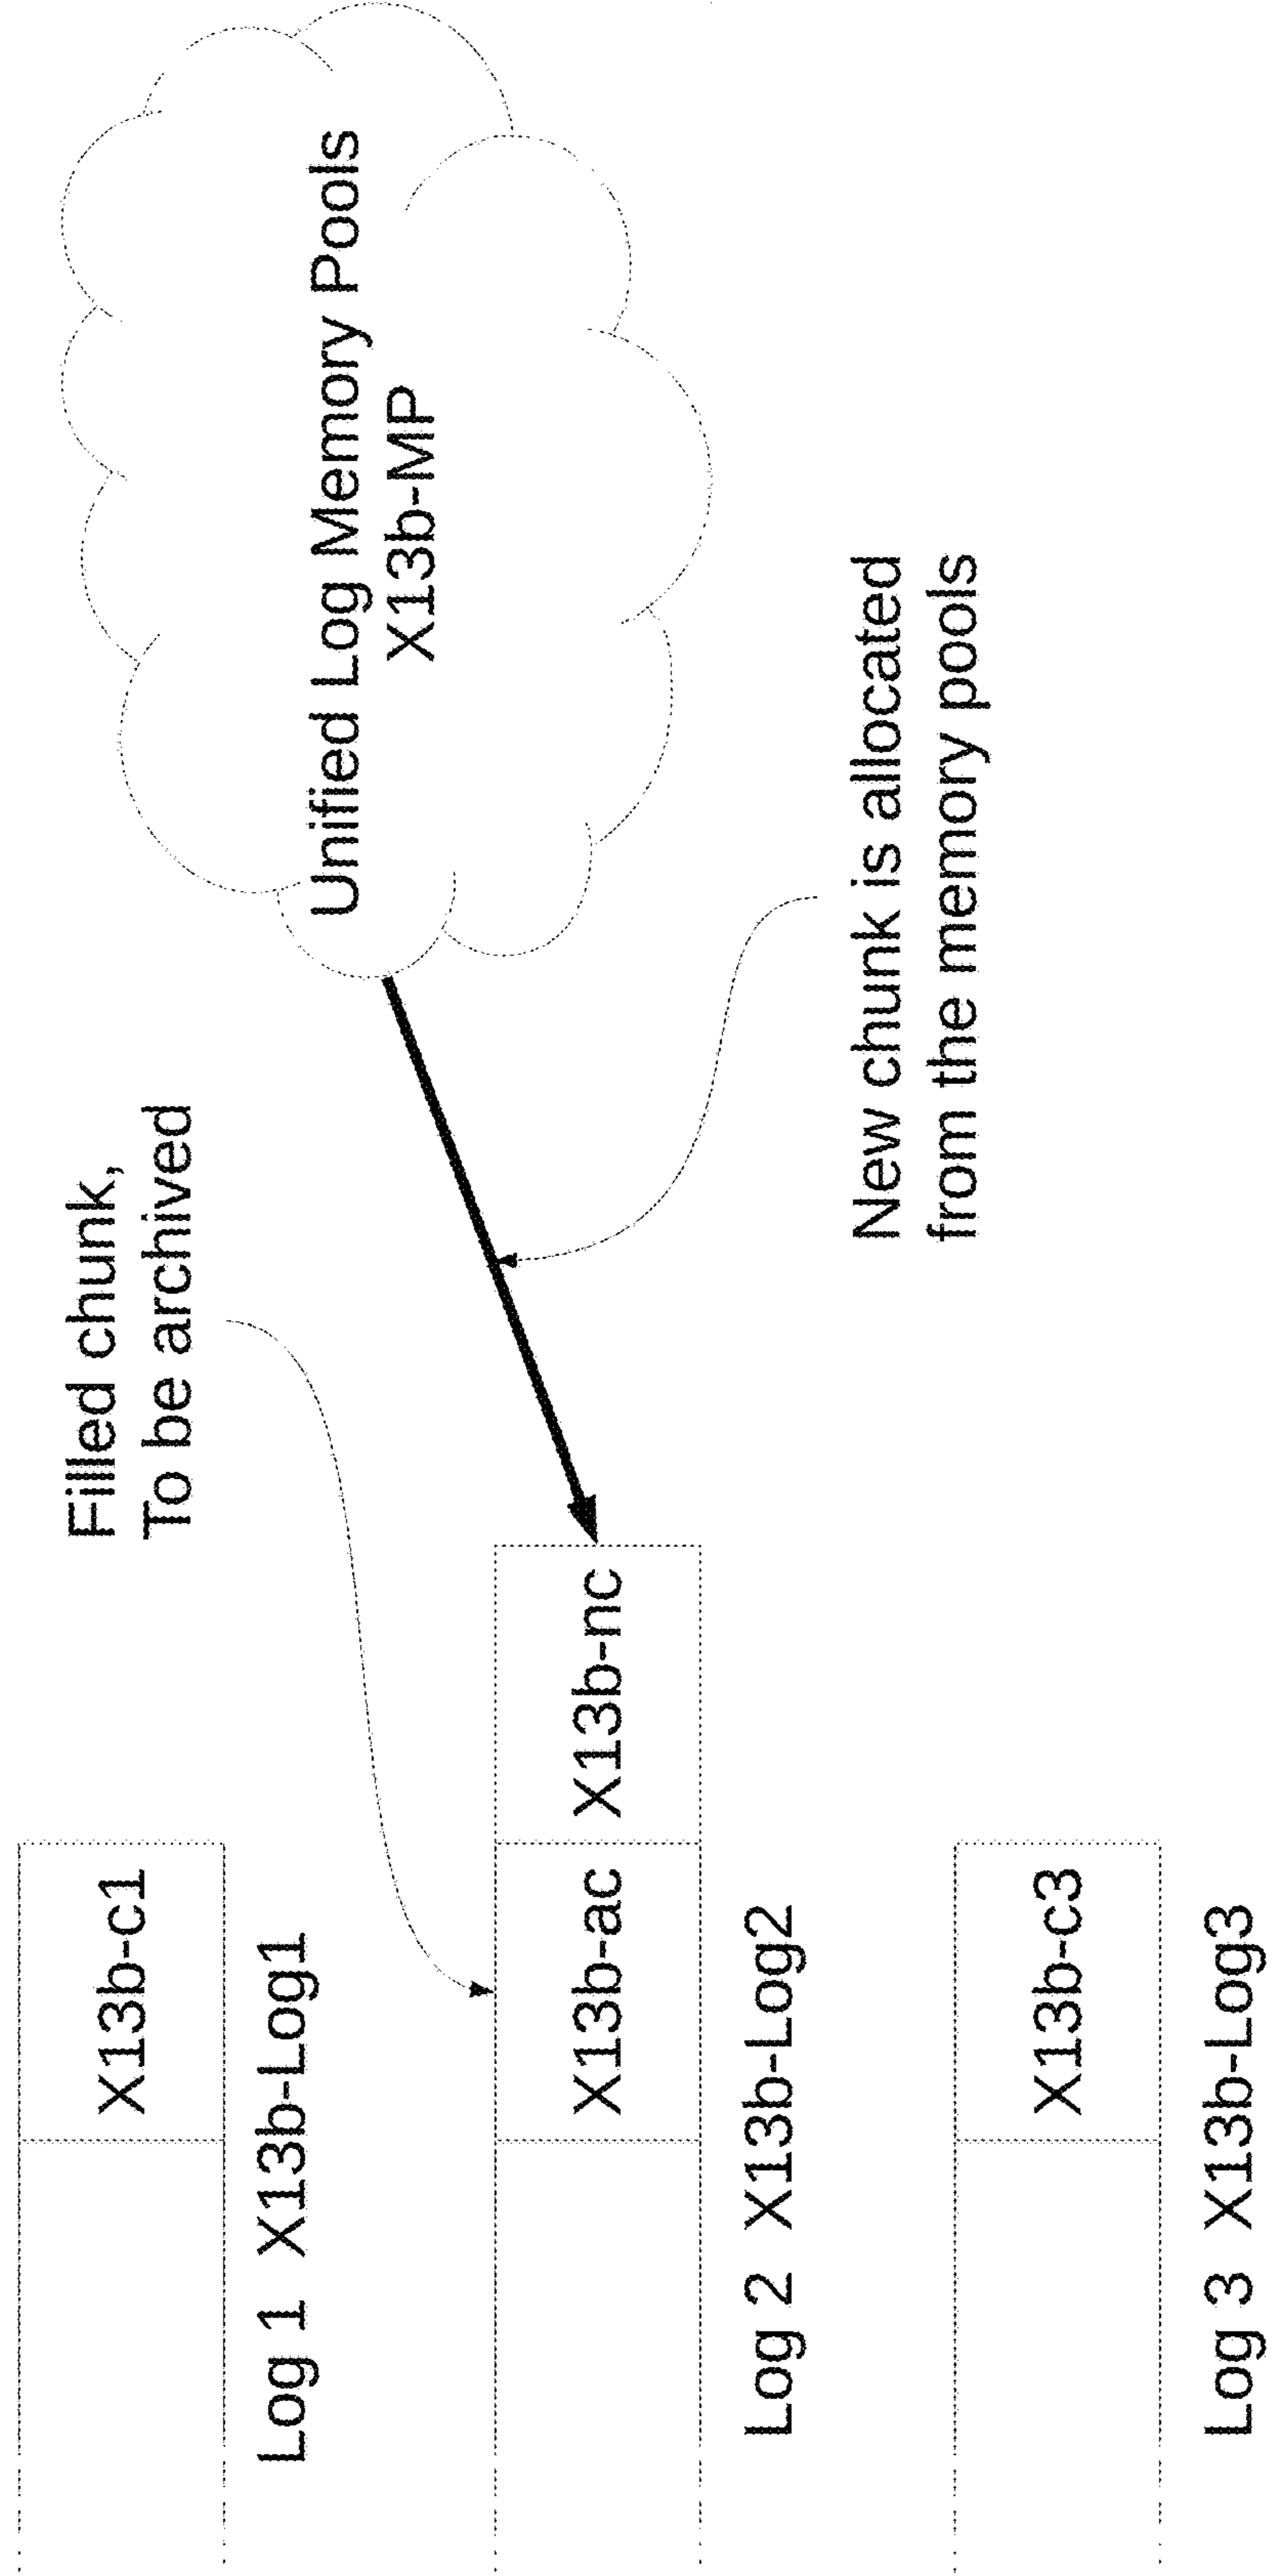 Filled chunk,
To be archived
Unified Log Memory Pools
X13b-MP
New chunk is allocated
from the memory pools
X13b-c1
Log 1 X13b-Log1
X13b-ac X13b-nc
Log 2 X13b-Log2
X13b-c3
Log 3 X13b-Log3